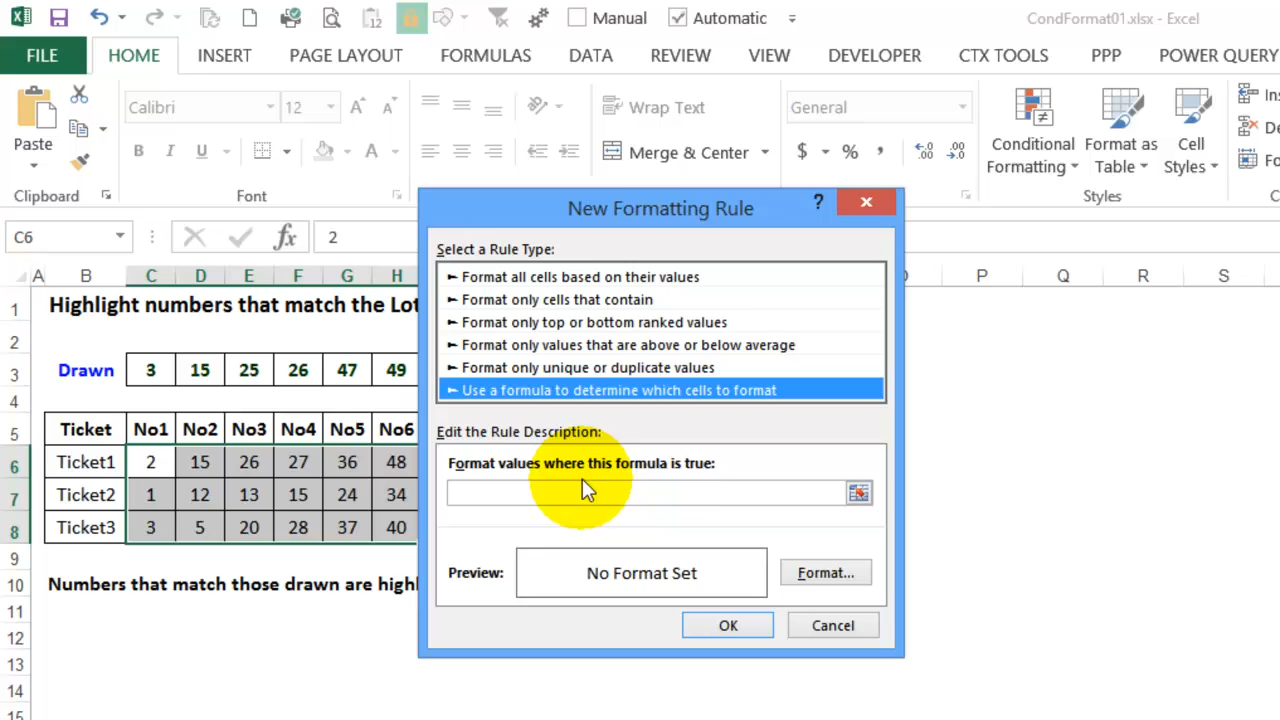 Manual Automatic CondFormat01.xlsx - Excel
FILE HOME INSERT PAGE LAYOUT FORMULAS DATA REVIEW VIEW DEVELOPER CTX TOOLS PPP POWER QUERY
Calibri 12 A A Wrap Text General Ins
Paste B I U A Merge & Center $ % , .00 Conditional Formatting Format as Table Cell Styles
Clipboard Font Styles
New Formatting Rule ?
C6 fx 2
Select a Rule Type:
► Format all cells based on their values
► Format only cells that contain
► Format only top or bottom ranked values
► Format only values that are above or below average
► Format only unique or duplicate values
► Use a formula to determine which cells to format
Edit the Rule Description:
Format values where this formula is true:
Preview: No Format Set Format...
OK Cancel
A B C D E F G H P Q R S
1 Highlight numbers that match the Lot
2
3 Drawn 3 15 25 26 47 49
4
5 Ticket No1 No2 No3 No4 No5 No6
6 Ticket1 2 15 26 27 36 48
7 Ticket2 1 12 13 15 24 34
8 Ticket3 3 5 20 28 37 40
9
10 Numbers that match those drawn are highl
11
12
13
14
15